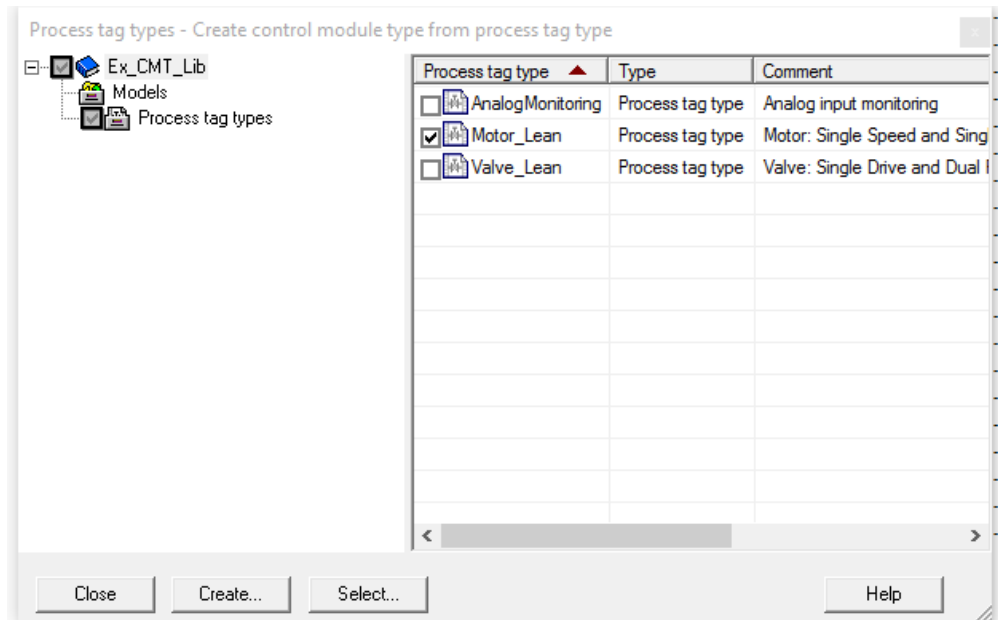 Process tag types - Create control module type from process tag type
Ex_CMT_Lib
Models
Process tag types
Process tag type Type Comment
AnalogMonitoring Process tag type Analog input monitoring
Motor_Lean Process tag type Motor: Single Speed and Sing
Valve_Lean Process tag type Valve: Single Drive and Dual
Close Create... Select... Help